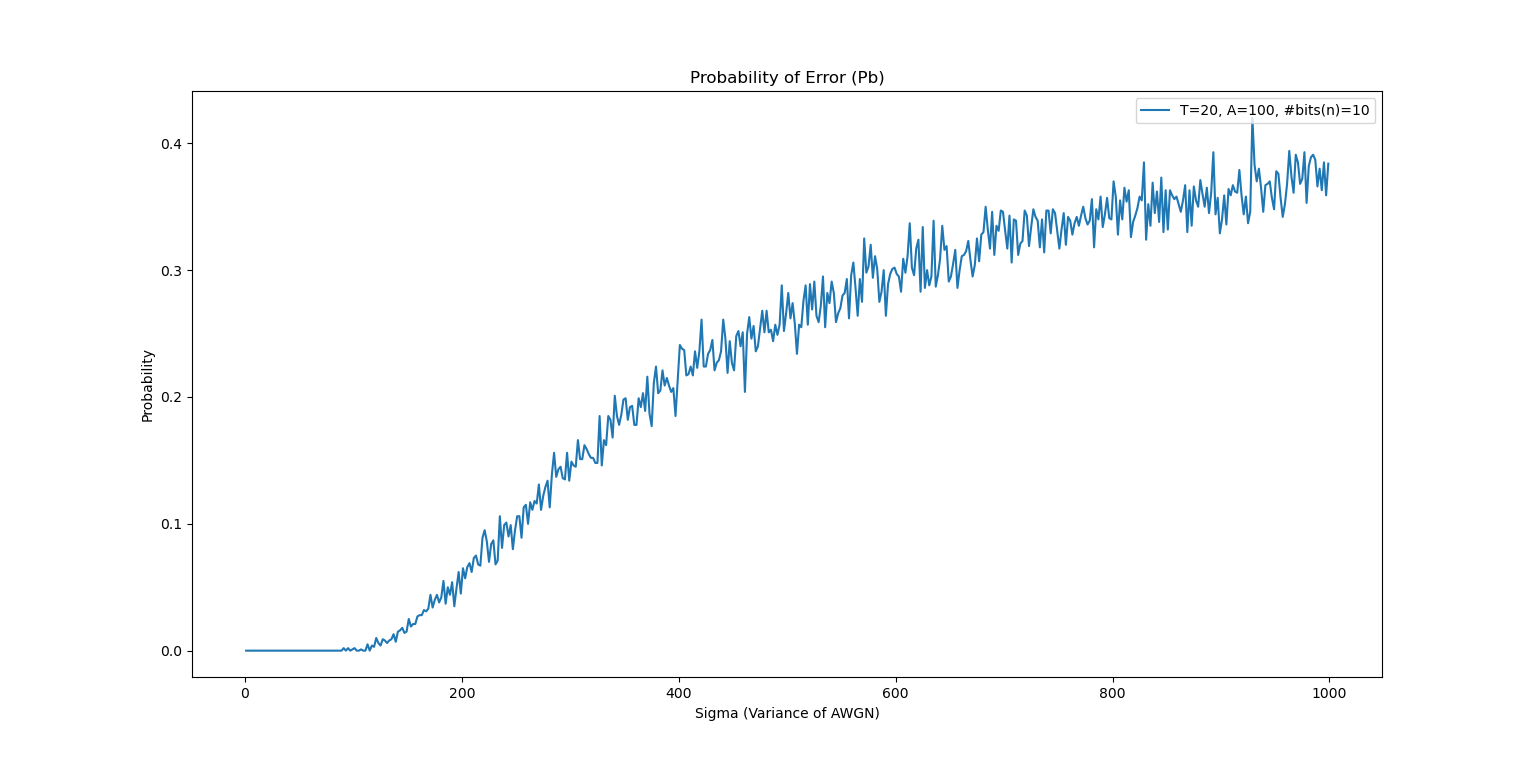 Probability of Error (Pb)
T=20, A=100, #bits(n)=10
Probability
0.4
0.3
0.2
0.1
0.0
0 200 400 600 800 1000
Sigma (Variance of AWGN)